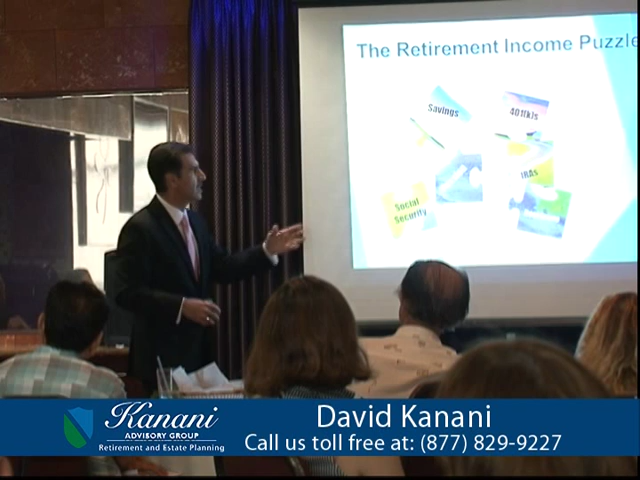 The Retirement Income Puzzle
Savings
401(k)s
IRAs
Social
Security
Kanani
ADVISORY GROUP
Retirement and Estate Planning
David Kanani
Call us toll free at: (877) 829-9227